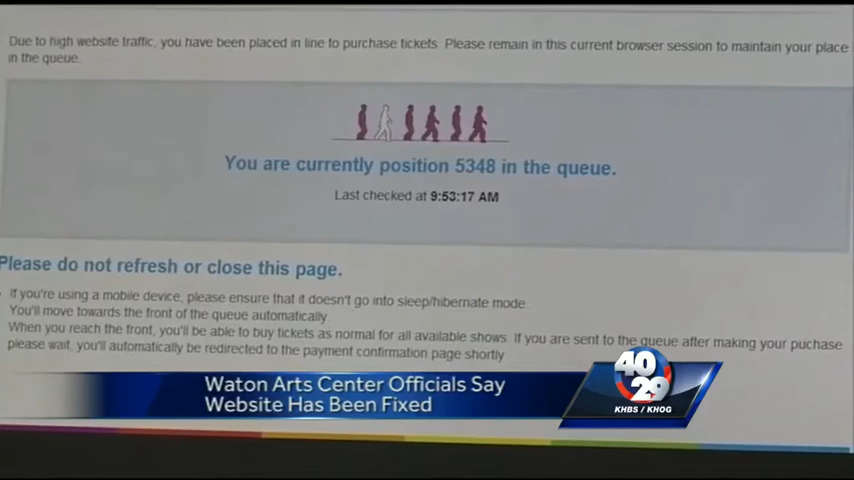 Due to high website traffic, you have been placed in line to purchase tickets. Please remain in this current browser session to maintain your place
in the queue.
You are currently position 5348 in the queue.
Last checked at 9:53:17 AM
Please do not refresh or close this page.
If you're using a mobile device, please ensure that it doesn't go into sleep/hibernate mode.
You'll move towards the front of the queue automatically.
When you reach the front, you'll be able to buy tickets as normal for all available shows. If you are sent to the queue after making your puchase
please wait, you'll automatically be redirected to the payment confirmation page shortly
Waton Arts Center Officials Say
Website Has Been Fixed
40
29
KHBS / KHOG